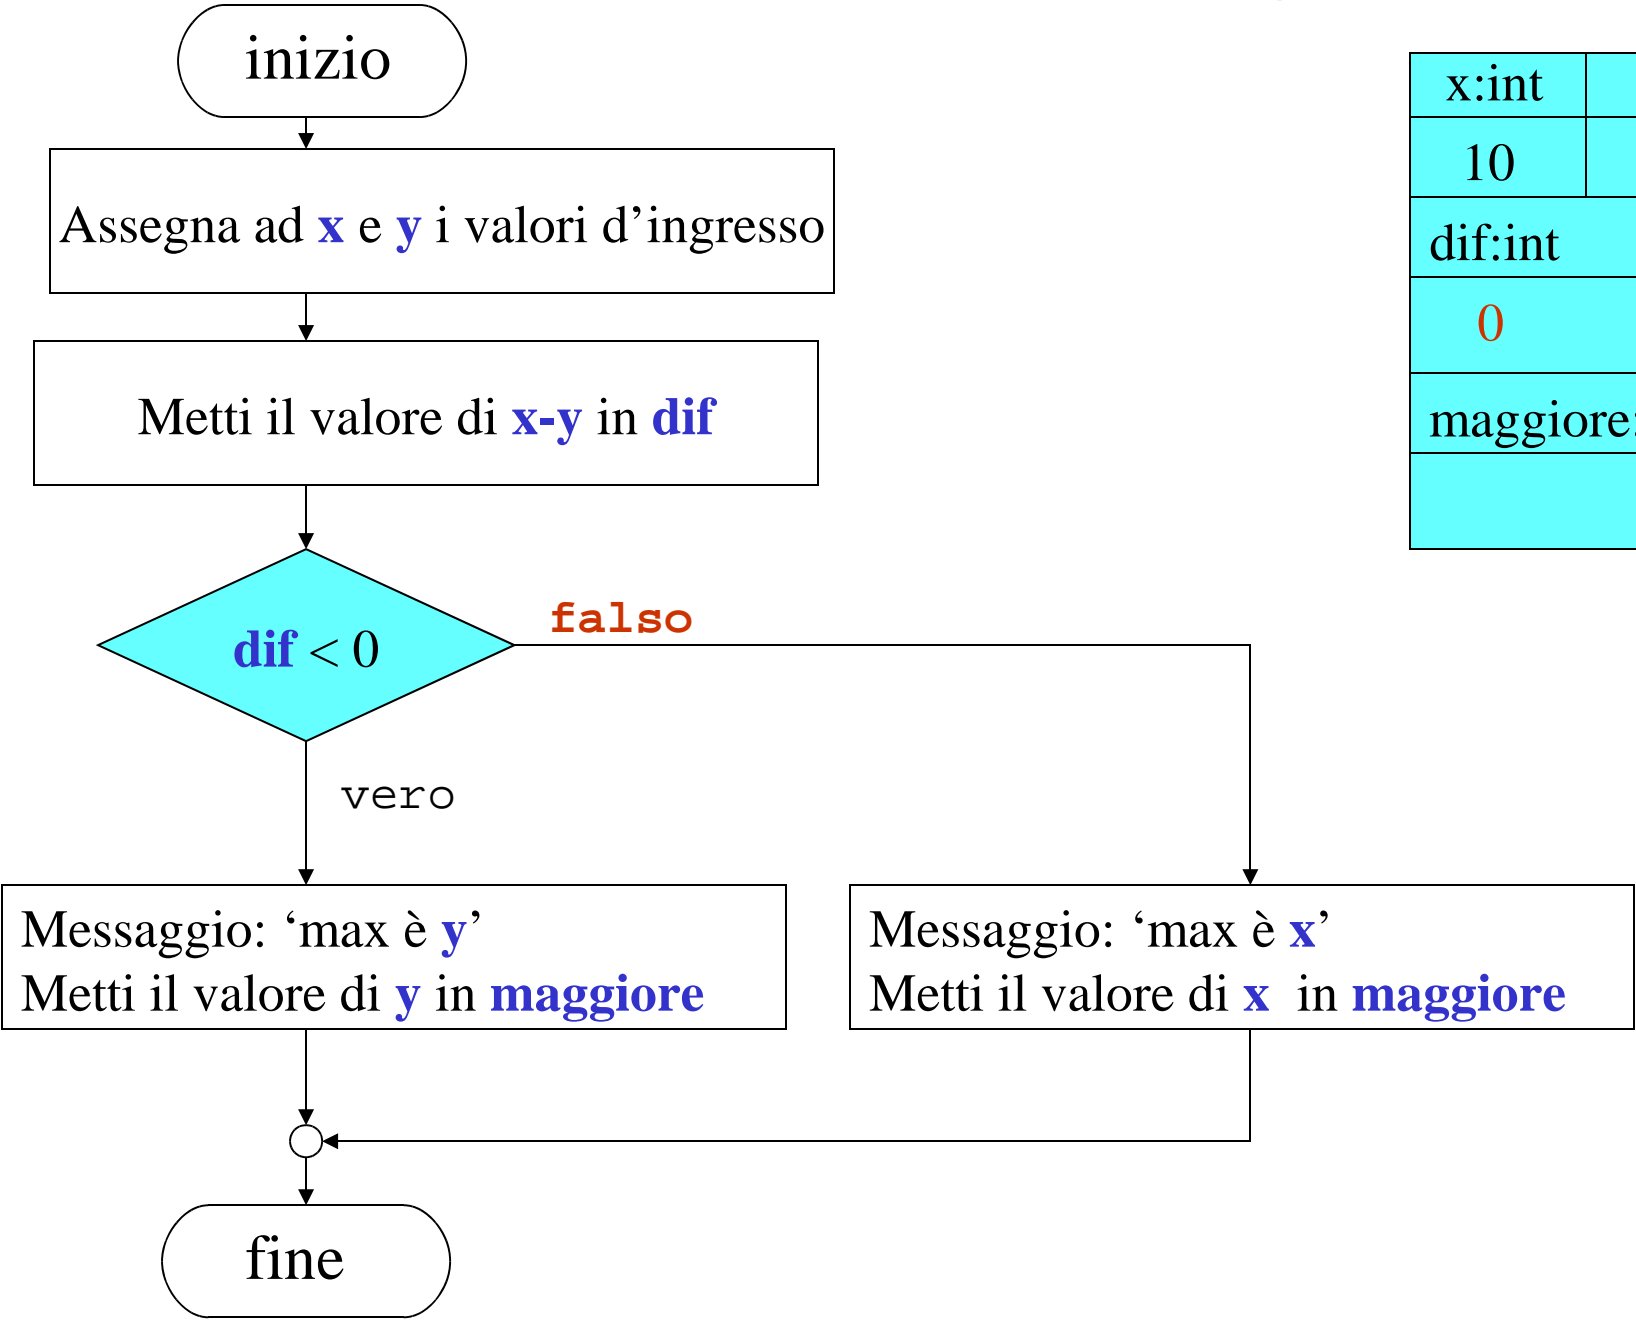 inizio
Assegna ad x e y i valori d’ingresso
Metti il valore di x-y in dif
dif < 0
falso
vero
Messaggio: ‘max è y’
Metti il valore di y in maggiore
Messaggio: ‘max è x’
Metti il valore di x in maggiore
fine
x:int
10
dif:int
0
maggiore: